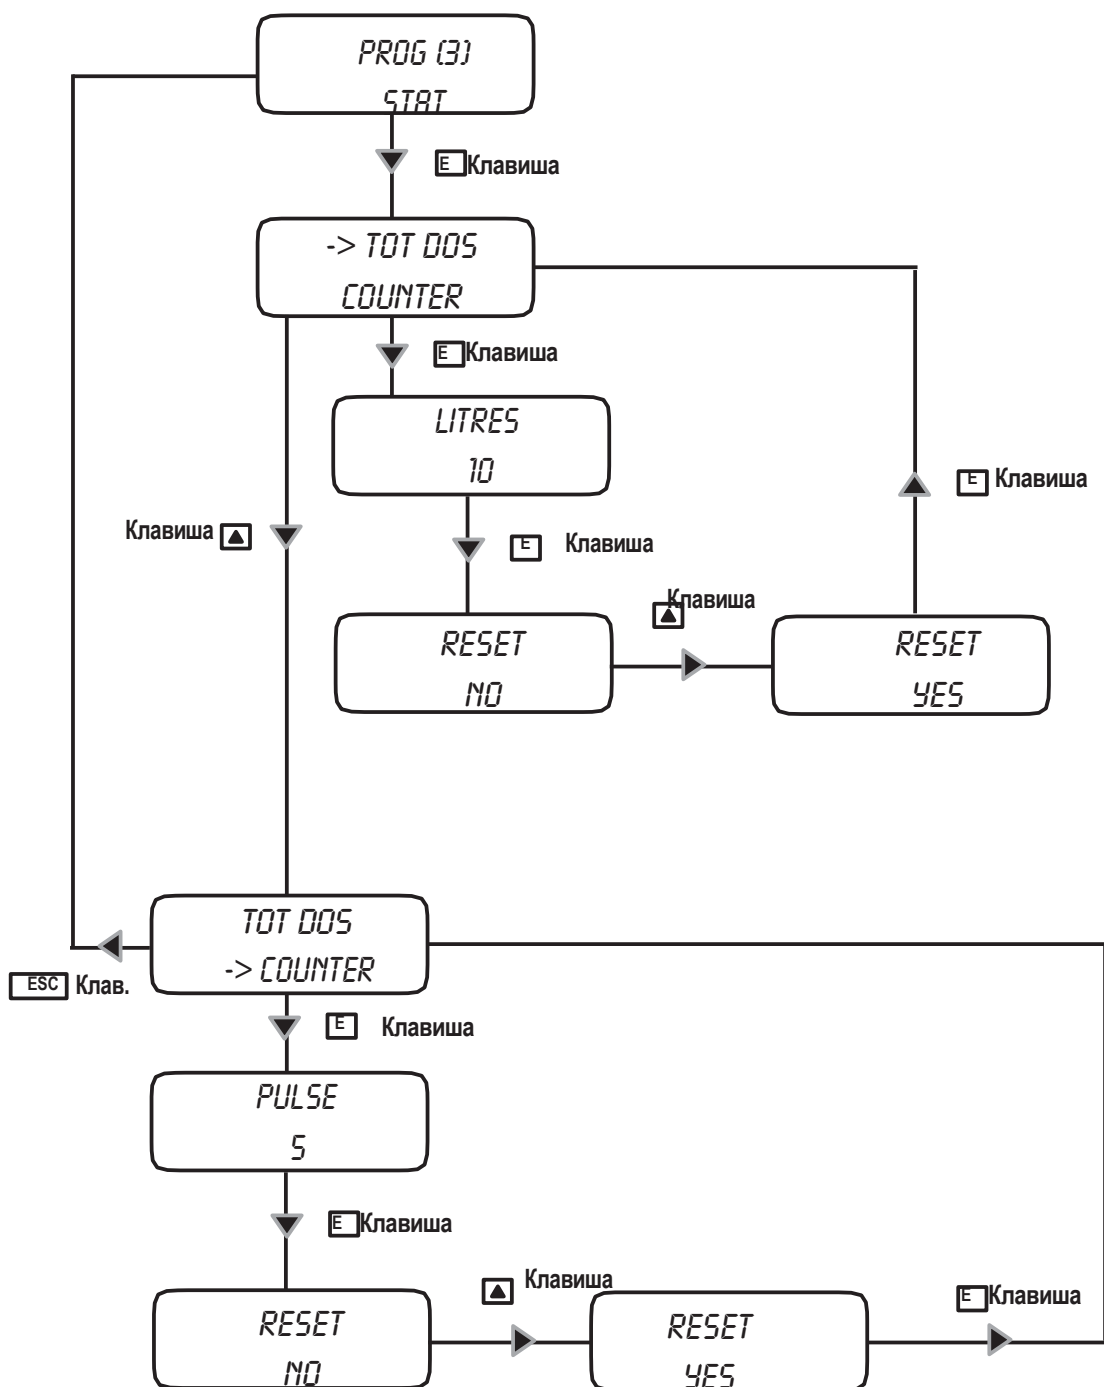 PROG (3)
STAT
E Клавиша
-> TOT DOS
COUNTER
E Клавиша
LITRES
10
E Клавиша
Клавиша
E Клавиша
Клавиша
RESET
NO
RESET
YES
TOT DOS
-> COUNTER
ESC Клав.
E Клавиша
PULSE
5
E Клавиша
Клавиша
E Клавиша
RESET
NO
RESET
YES